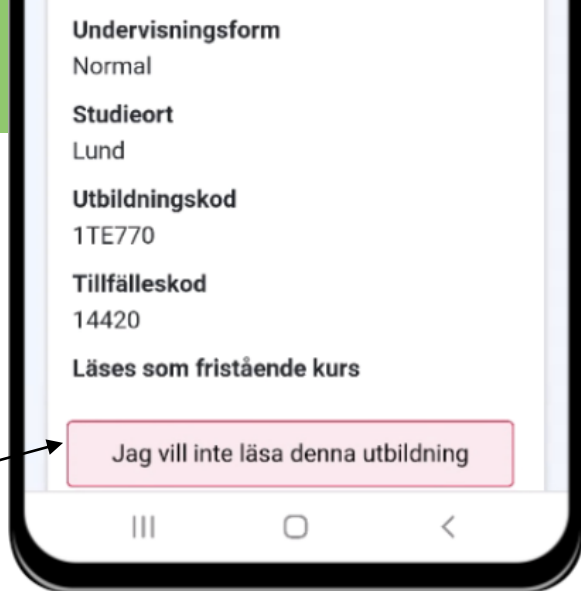 Undervisningsform
Normal
Studieort
Lund
Utbildningskod
1TE770
Tillfälleskod
14420
Läses som fristående kurs
Jag vill inte läsa denna utbildning